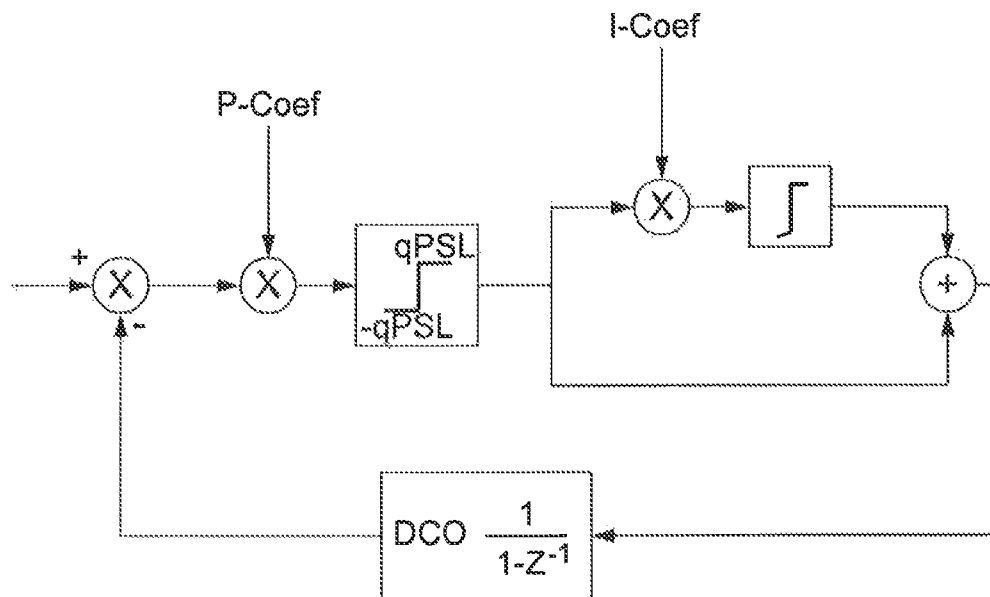 I-Coef
P-Coef
X
∫
qPSL
+
X
X
+
-qPSL
-
DCO 1
1-Z⁻¹